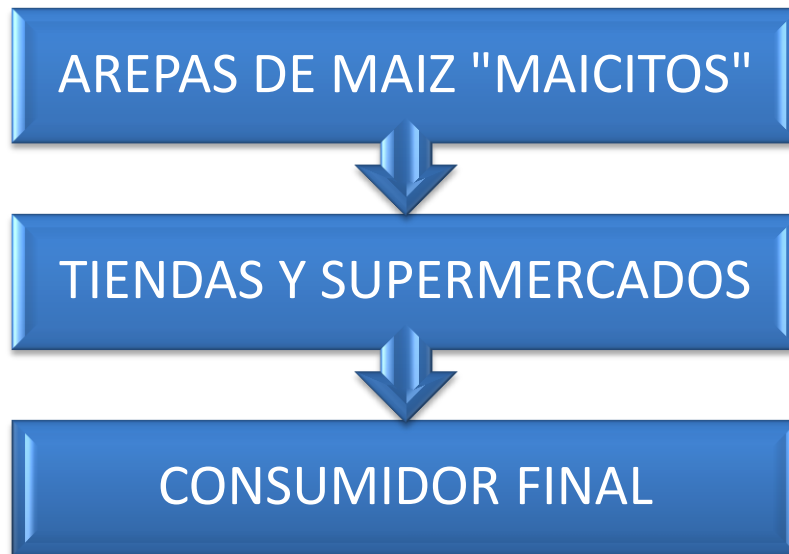 AREPAS DE MAIZ "MAICITOS"
TIENDAS Y SUPERMERCADOS
CONSUMIDOR FINAL